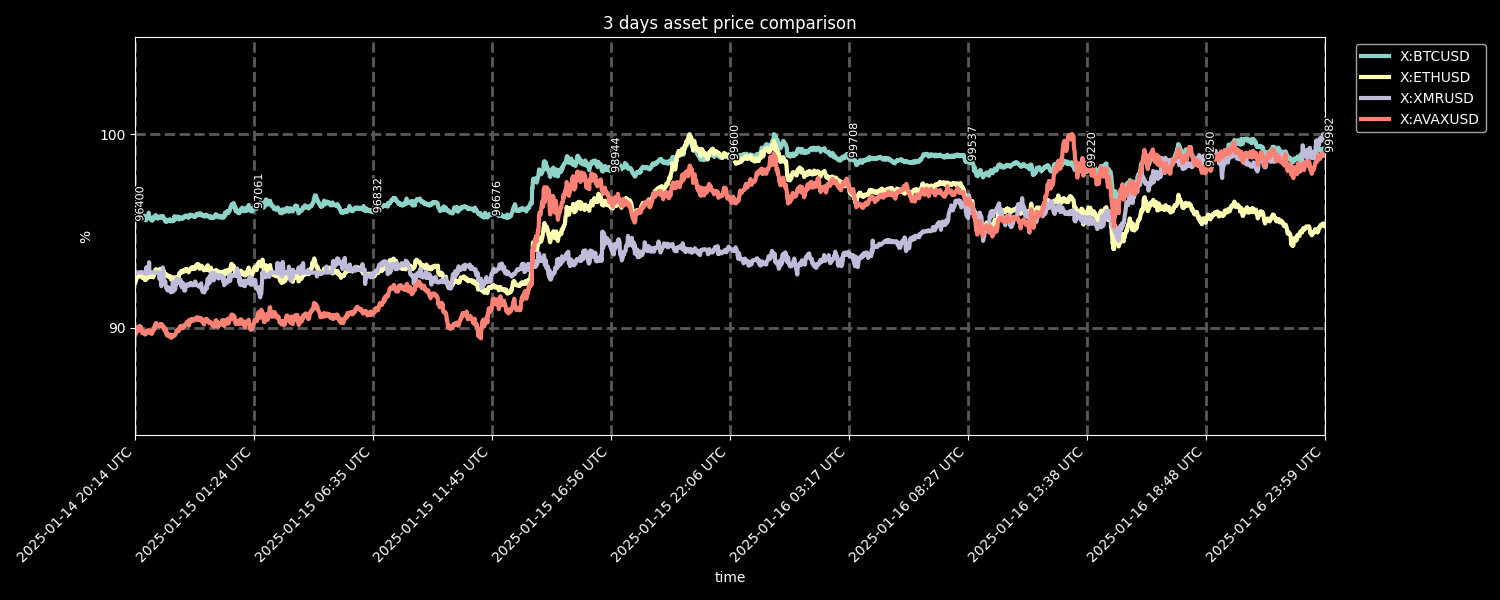 3 days asset price comparison
X:BTCUSD
X:ETHUSD
X:XMRUSD
X:AVAXUSD
%
100
90
96400
97061
96832
96676
98944
99600
99708
99537
99220
99250
99982
2025-01-14 20:14 UTC
2025-01-15 01:24 UTC
2025-01-15 06:35 UTC
2025-01-15 11:45 UTC
2025-01-15 16:56 UTC
2025-01-15 22:06 UTC
2025-01-16 03:17 UTC
2025-01-16 08:27 UTC
2025-01-16 13:38 UTC
2025-01-16 18:48 UTC
2025-01-16 23:59 UTC
time